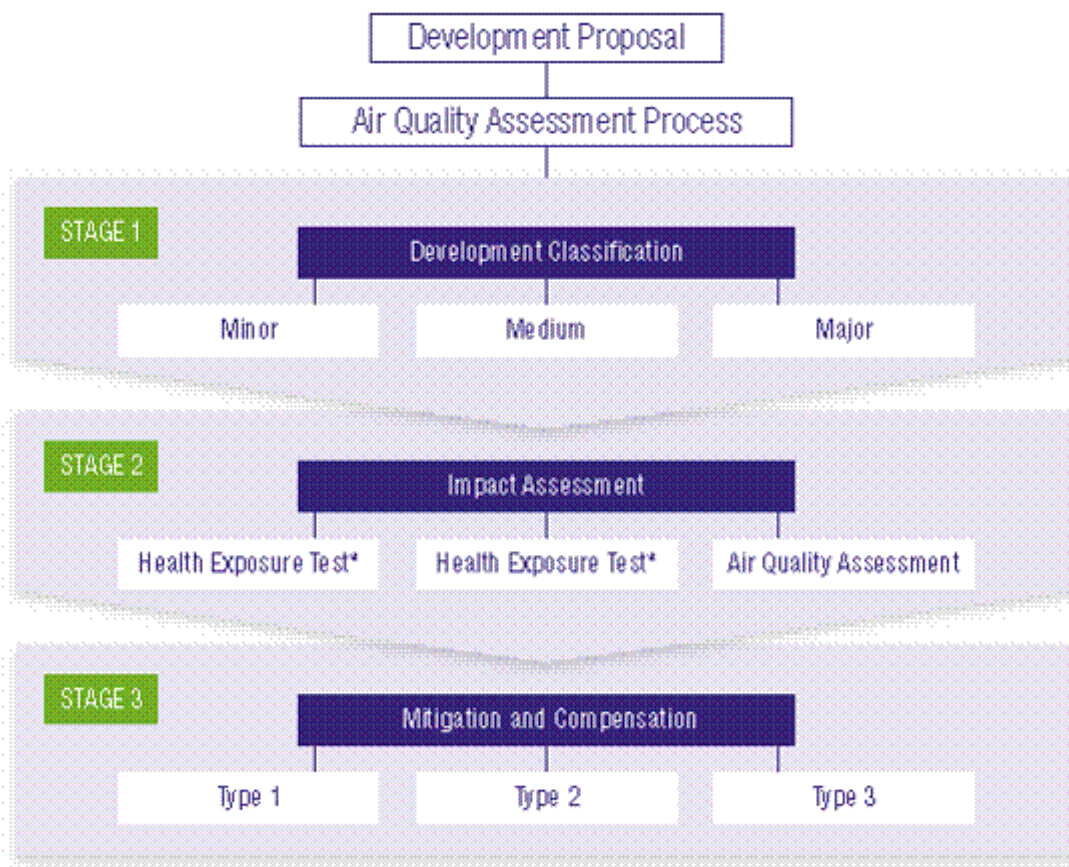 Development Proposal
Air Quality Assessment Process
STAGE 1
Development Classification
Minor
Medium
Major
STAGE 2
Impact Assessment
Health Exposure Test*
Health Exposure Test*
Air Quality Assessment
STAGE 3
Mitigation and Compensation
Type 1
Type 2
Type 3